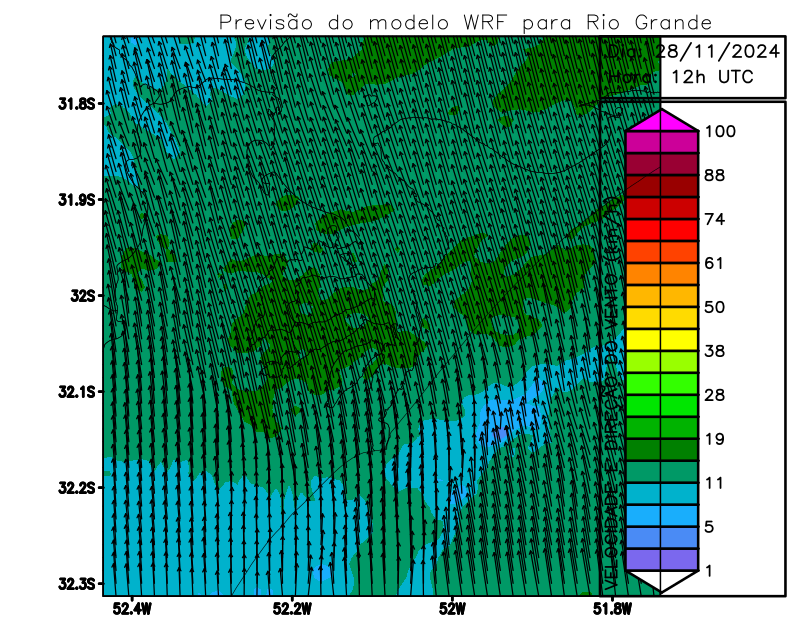 Previsão do modelo WRF para Rio Grande
Dia: 28/11/2024
Hora: 12h UTC
31.8S
31.9S
32S
32.1S
32.2S
32.3S
52.4W
52.2W
52W
51.8W
VELOCIDADE E DIREÇÃO DO VENTO (km/h)
100
88
74
61
50
38
28
19
11
5
1